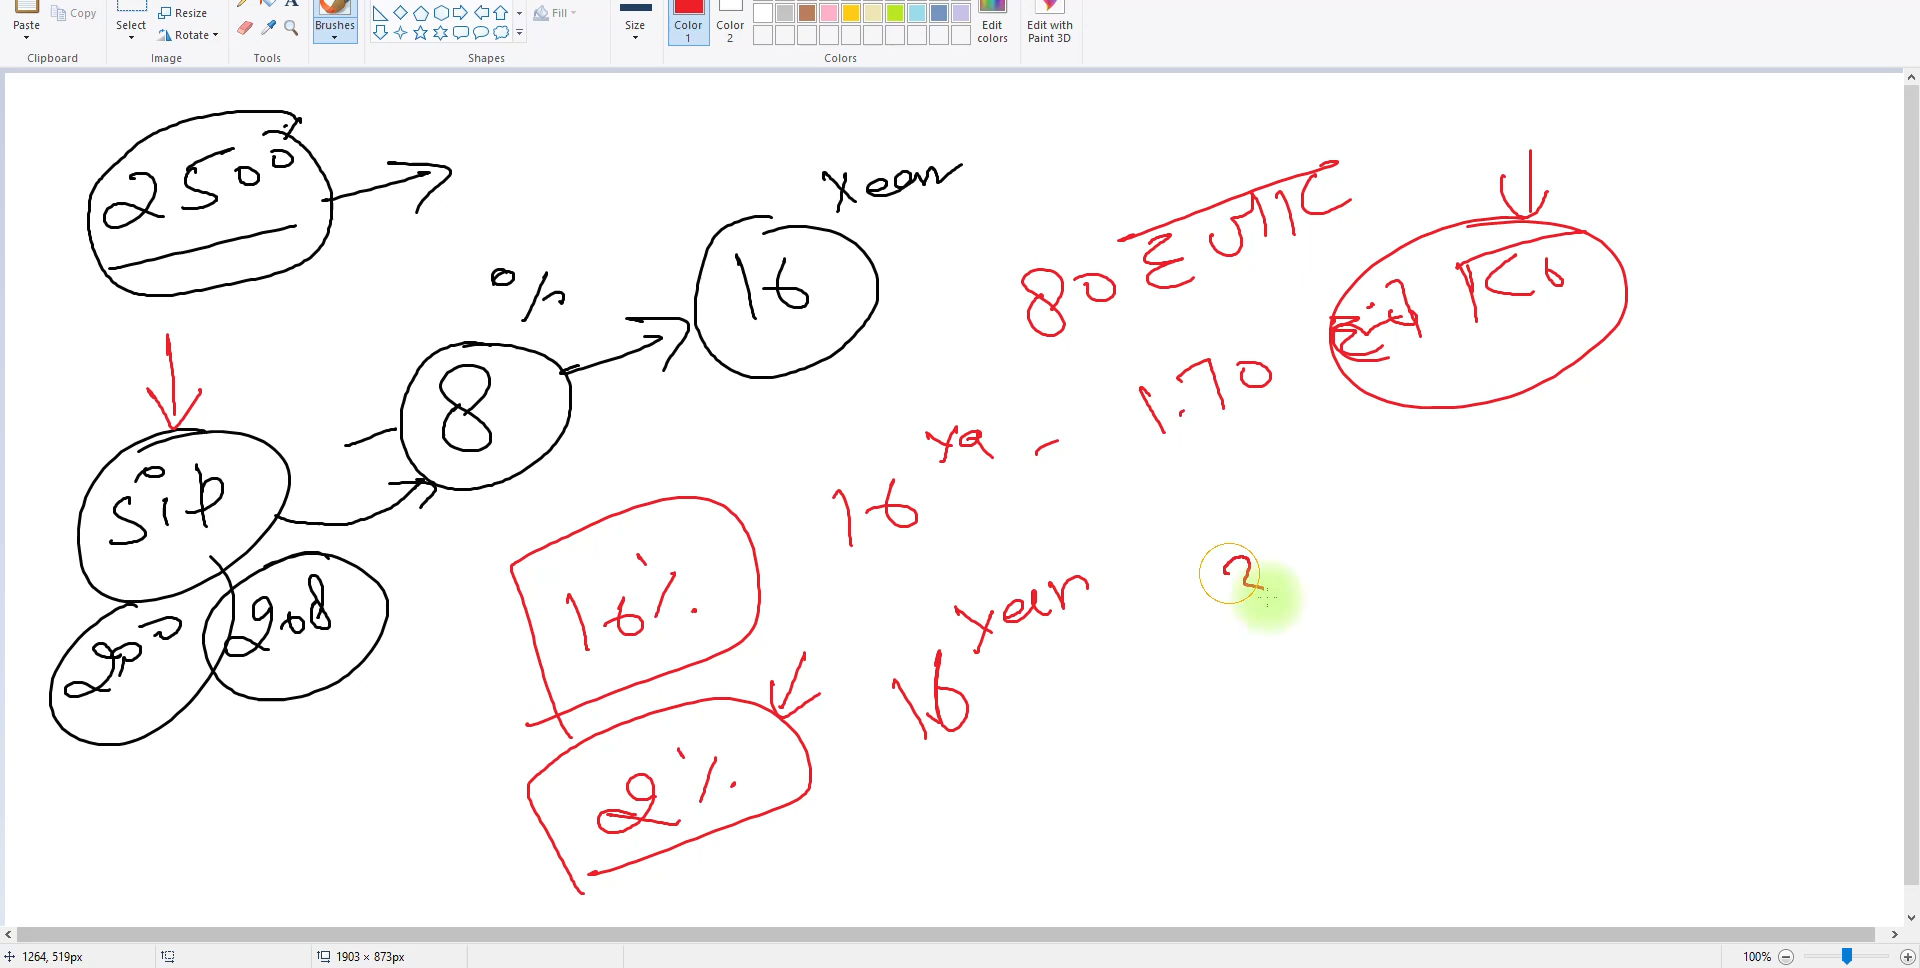 Paste
Copy
Select
Resize
Rotate
Brushes
Fill
Size
Color 1
Color 2
Edit colors
Edit with Paint 3D
Clipboard
Image
Tools
Shapes
Colors
2500
Year
16
%
8
80 हजार
1.70
16 Ya -
Sip
16%
16 Year
2
2%
1264, 519px
1903 × 873px
100%